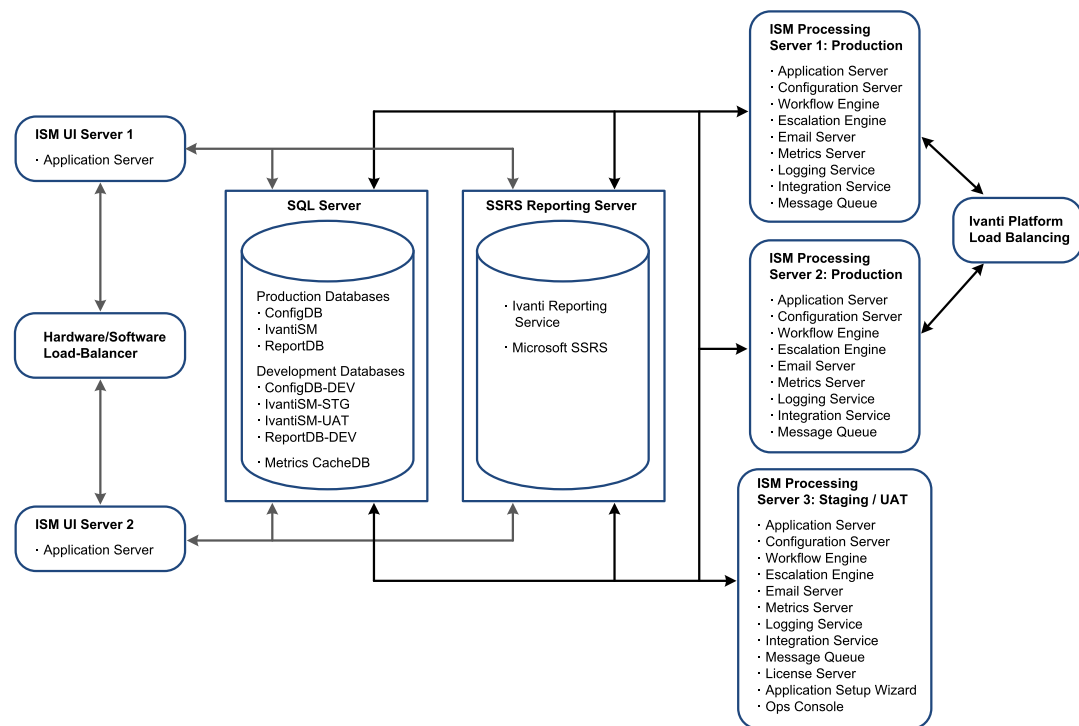 ISM UI Server 1
· Application Server
Hardware/Software
Load-Balancer
ISM UI Server 2
· Application Server
SQL Server
Production Databases
· ConfigDB
· IvantiSM
· ReportDB
Development Databases
· ConfigDB-DEV
· IvantiSM-STG
· IvantiSM-UAT
· ReportDB-DEV
· Metrics CacheDB
SSRS Reporting Server
· Ivanti Reporting
Service
· Microsoft SSRS
ISM Processing
Server 1: Production
· Application Server
· Configuration Server
· Workflow Engine
· Escalation Engine
· Email Server
· Metrics Server
· Logging Service
· Integration Service
· Message Queue
ISM Processing
Server 2: Production
· Application Server
· Configuration Server
· Workflow Engine
· Escalation Engine
· Email Server
· Metrics Server
· Logging Service
· Integration Service
· Message Queue
ISM Processing
Server 3: Staging / UAT
· Application Server
· Configuration Server
· Workflow Engine
· Escalation Engine
· Email Server
· Metrics Server
· Logging Service
· Integration Service
· Message Queue
· License Server
· Application Setup Wizard
· Ops Console
Ivanti Platform
Load Balancing